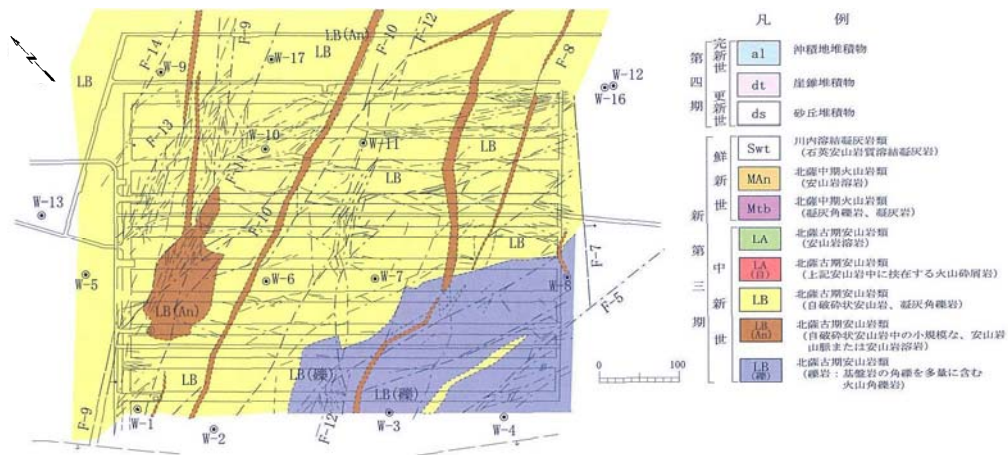 F-14
F-9
LB(An)
F-10
F-12
F-8
W-17
LB
W-9
LB
W-12
W-16
F-13
W-10
W-11
LB
F-11
LB
W-13
F-10
LB
LB
F-7
W-5
W-6
W-7
W-8
LB(An)
F-5
LB
LB(礫)
LB(礫)
F-9
W-1
W-2
F-12
W-3
W-4
0
100
凡 例
第四期
完新世
更新世
al 沖積地堆積物
dt 崖錐堆積物
ds 砂丘堆積物
新第三期
鮮新世
中新世
Swt 川内溶結凝灰岩類
(石英安山岩質溶結凝灰岩)
MAn 北薩中期火山岩類
(安山岩溶岩)
Mtb 北薩中期火山岩類
(凝灰角礫岩、凝灰岩)
LA 北薩古期安山岩類
(安山岩溶岩)
LA 北薩古期安山岩類
(上記安山岩中に挟在する火山砕屑岩)
LB 北薩古期安山岩類
(自破砕状安山岩、凝灰角礫岩)
LB
(An) 北薩古期安山岩類
(自破砕状安山岩中の小規模な、安山岩
山脈または安山岩溶岩)
LB
(礫) 北薩古期安山岩類
(礫岩：基盤岩の角礫を多量に含む
火山角礫岩)